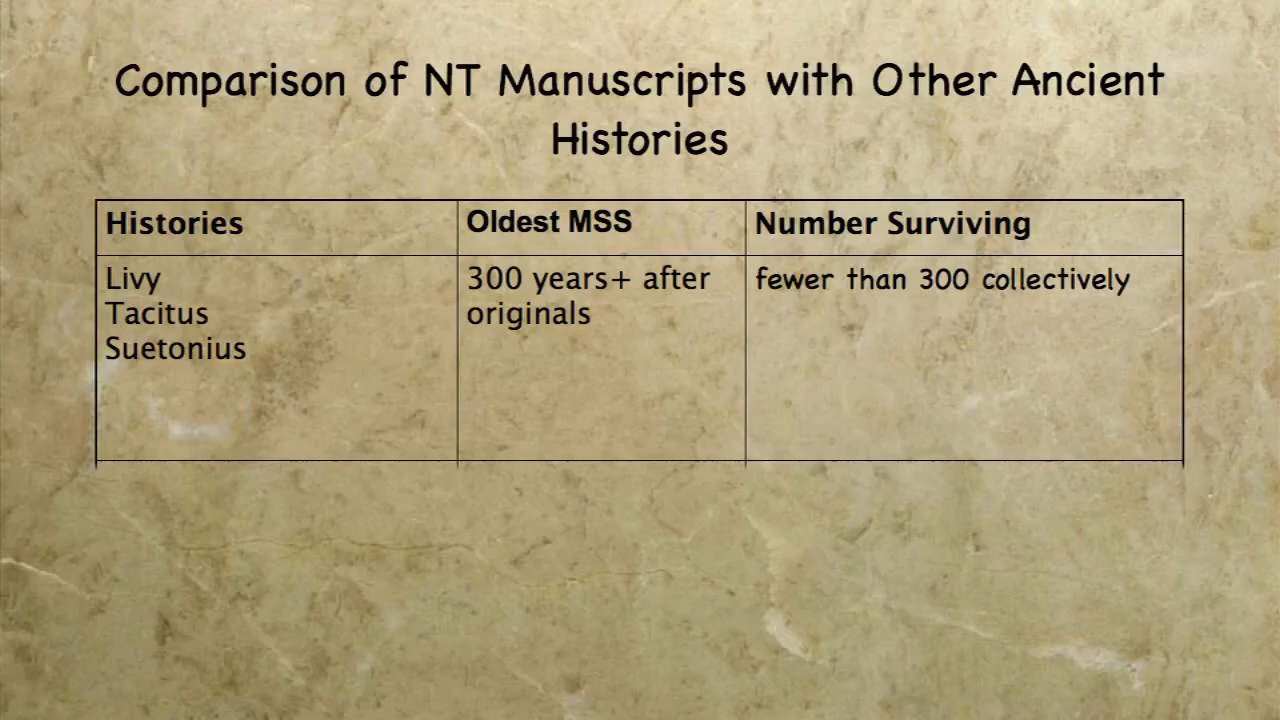 Comparison of NT Manuscripts with Other Ancient
Histories
Histories
Oldest MSS
Number Surviving
Livy
Tacitus
Suetonius
300 years+ after
originals
fewer than 300 collectively